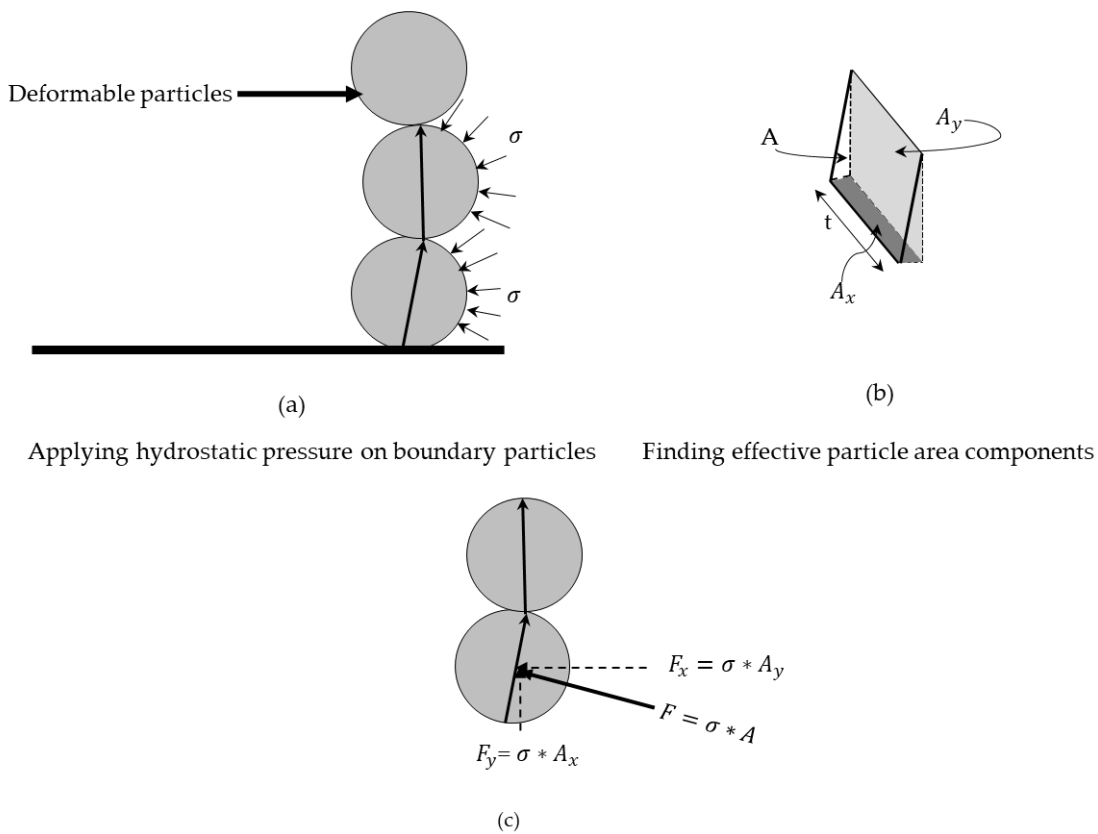 Deformable particles
σ
σ
(a)
A
A_y
t
A_x
(b)
Applying hydrostatic pressure on boundary particles
Finding effective particle area components
F_x = σ * A_y
F = σ * A
F_y= σ * A_x
(c)